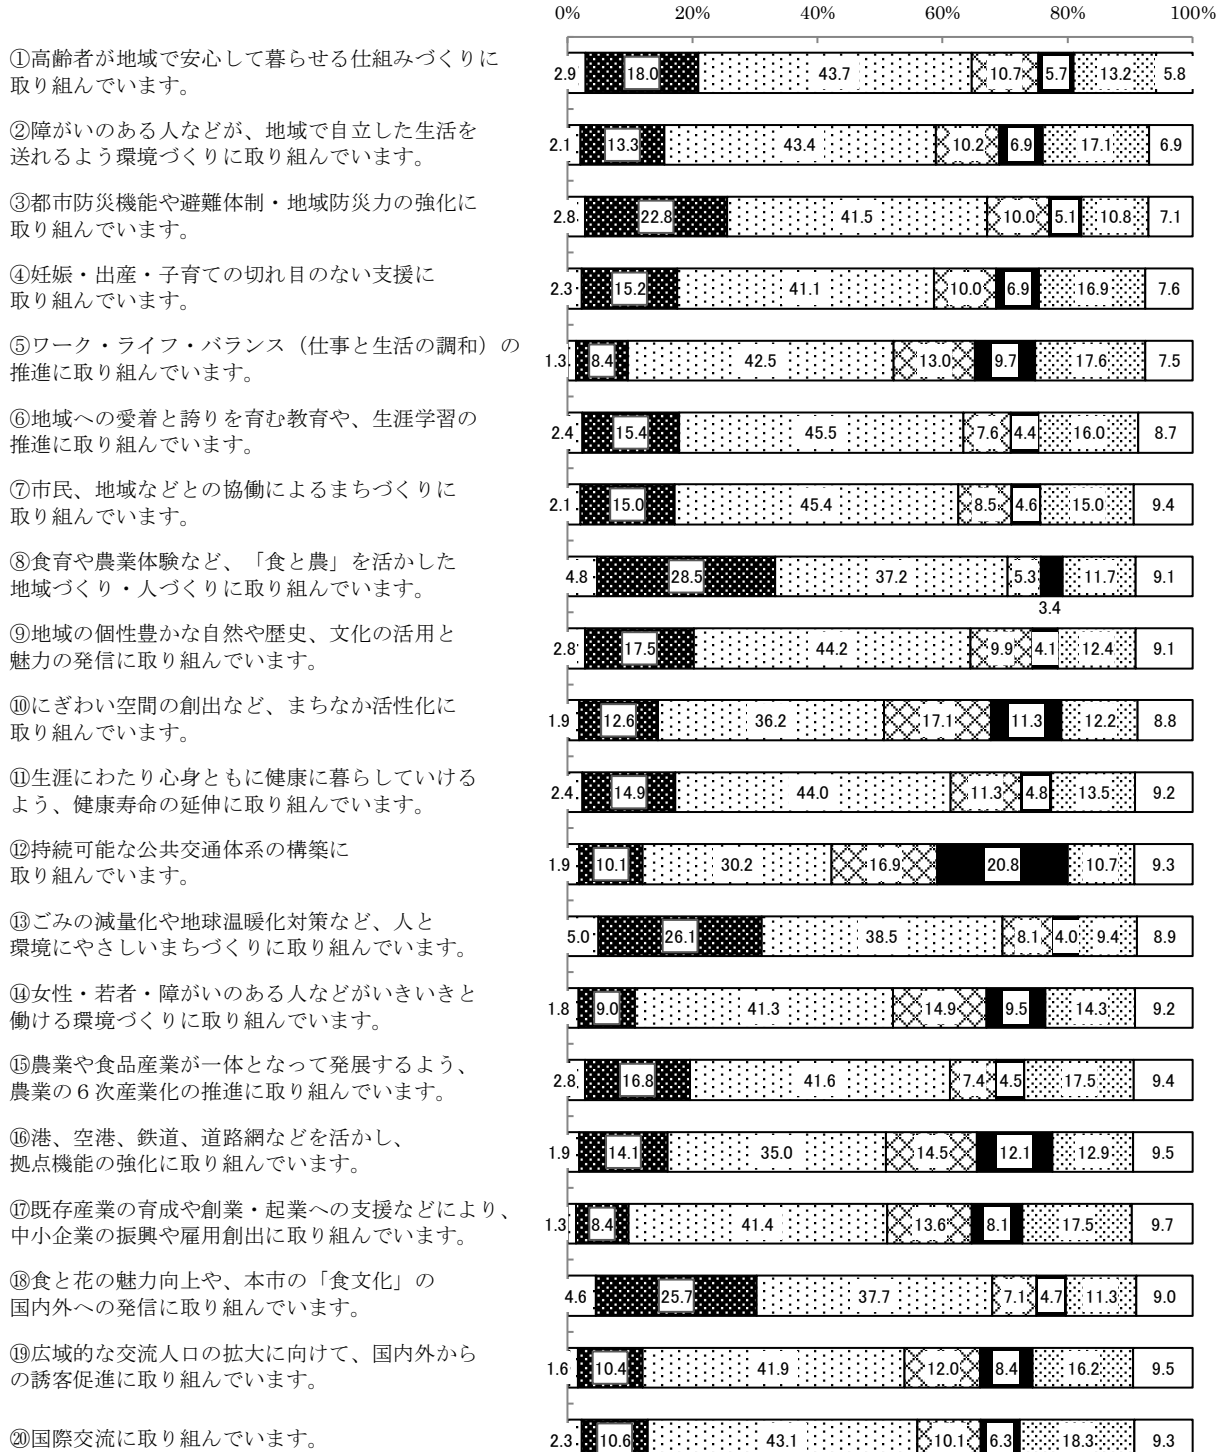 0% 20% 40% 60% 80% 100%
①高齢者が地域で安心して暮らせる仕組みづくりに
取り組んでいます。
2.9 18.0 43.7 10.7 5.7 13.2 5.8
②障がいのある人などが、地域で自立した生活を
送れるよう環境づくりに取り組んでいます。
2.1 13.3 43.4 10.2 6.9 17.1 6.9
③都市防災機能や避難体制・地域防災力の強化に
取り組んでいます。
2.8 22.8 41.5 10.0 5.1 10.8 7.1
④妊娠・出産・子育ての切れ目のない支援に
取り組んでいます。
2.3 15.2 41.1 10.0 6.9 16.9 7.6
⑤ワーク・ライフ・バランス（仕事と生活の調和）の
推進に取り組んでいます。
1.3 8.4 42.5 13.0 9.7 17.6 7.5
⑥地域への愛着と誇りを育む教育や、生涯学習の
推進に取り組んでいます。
2.4 15.4 45.5 7.6 4.4 16.0 8.7
⑦市民、地域などとの協働によるまちづくりに
取り組んでいます。
2.1 15.0 45.4 8.5 4.6 15.0 9.4
⑧食育や農業体験など、「食と農」を活かした
地域づくり・人づくりに取り組んでいます。
4.8 28.5 37.2 5.3 11.7 9.1
3.4
⑨地域の個性豊かな自然や歴史、文化の活用と
魅力の発信に取り組んでいます。
2.8 17.5 44.2 9.9 4.1 12.4 9.1
⑩にぎわい空間の創出など、まちなか活性化に
取り組んでいます。
1.9 12.6 36.2 17.1 11.3 12.2 8.8
⑪生涯にわたり心身ともに健康に暮らしていける
よう、健康寿命の延伸に取り組んでいます。
2.4 14.9 44.0 11.3 4.8 13.5 9.2
⑫持続可能な公共交通体系の構築に
取り組んでいます。
1.9 10.1 30.2 16.9 20.8 10.7 9.3
⑬ごみの減量化や地球温暖化対策など、人と
環境にやさしいまちづくりに取り組んでいます。
5.0 26.1 38.5 8.1 4.0 9.4 8.9
⑭女性・若者・障がいのある人などがいきいきと
働ける環境づくりに取り組んでいます。
1.8 9.0 41.3 14.9 9.5 14.3 9.2
⑮農業や食品産業が一体となって発展するよう、
農業の６次産業化の推進に取り組んでいます。
2.8 16.8 41.6 7.4 4.5 17.5 9.4
⑯港、空港、鉄道、道路網などを活かし、
拠点機能の強化に取り組んでいます。
1.9 14.1 35.0 14.5 12.1 12.9 9.5
⑰既存産業の育成や創業・起業への支援などにより、
中小企業の振興や雇用創出に取り組んでいます。
1.3 8.4 41.4 13.6 8.1 17.5 9.7
⑱食と花の魅力向上や、本市の「食文化」の
国内外への発信に取り組んでいます。
4.6 25.7 37.7 7.1 4.7 11.3 9.0
⑲広域的な交流人口の拡大に向けて、国内外から
の誘客促進に取り組んでいます。
1.6 10.4 41.9 12.0 8.4 16.2 9.5
⑳国際交流に取り組んでいます。
2.3 10.6 43.1 10.1 6.3 18.3 9.3